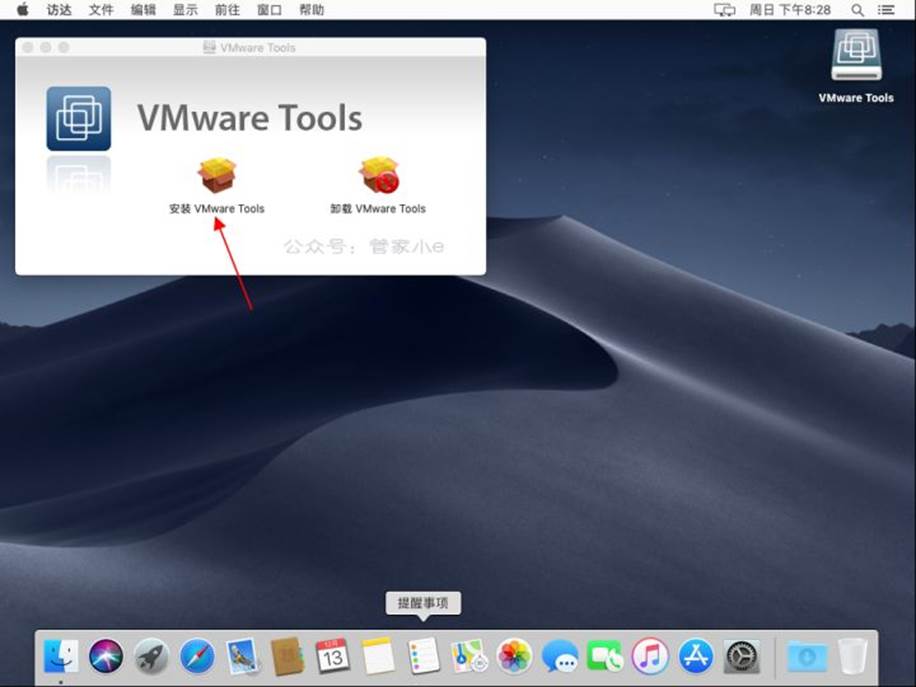 访达 文件 编辑 显示 前往 窗口 帮助 周日 下午8:28
VMware Tools
VMware Tools
VMware Tools
安装 VMware Tools 卸载 VMware Tools
公众号：管家小e
提醒事项
13